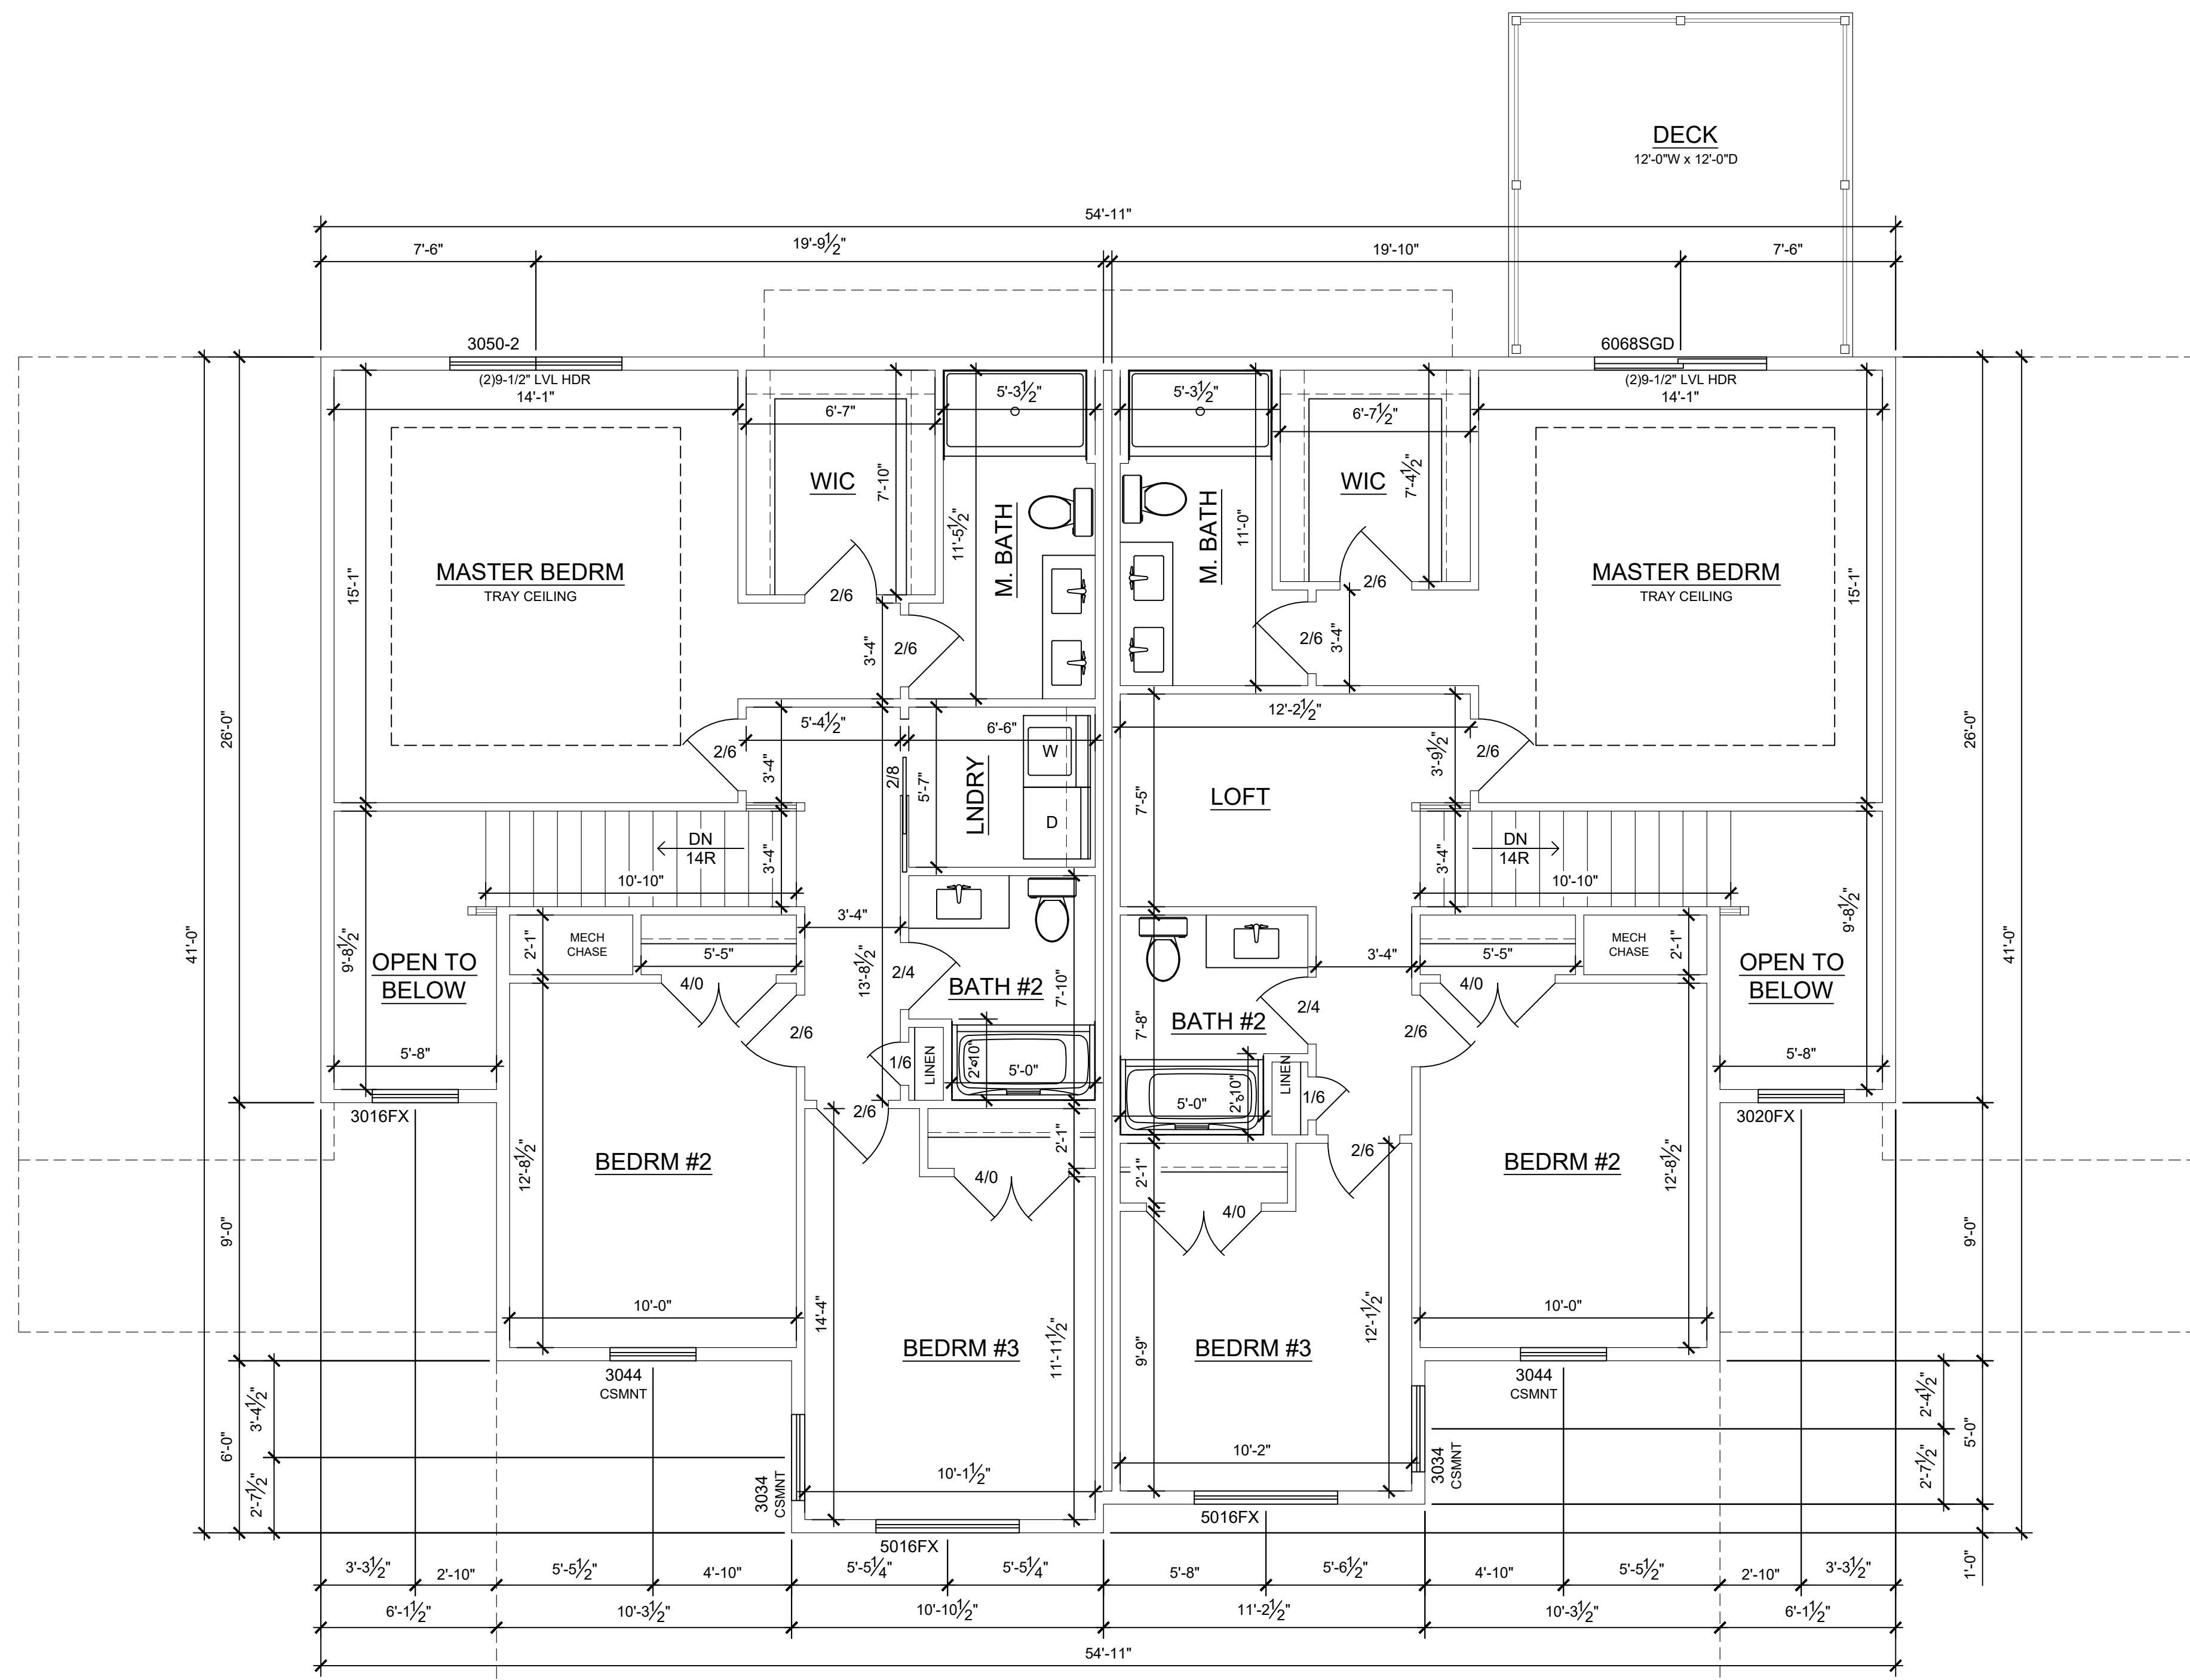 DECK
12'-0"W x 12'-0"D
54'-11"
7'-6"
19'-9½"
19'-10"
7'-6"
3050-2
6068SGD
(2)9-1/2" LVL HDR
(2)9-1/2" LVL HDR
14'-1"
6'-7"
5'-3½"
5'-3½"
6'-7½"
14'-1"
WIC
7'-10"
WIC
7'-4½"
M. BATH
11'-5½"
M. BATH
11'-0"
MASTER BEDRM
TRAY CEILING
MASTER BEDRM
TRAY CEILING
15'-1"
15'-1"
2/6
2/6
2/6
3'-4"
2/6
3'-4"
26'-0"
26'-0"
5'-4½"
6'-6"
12'-2½"
2/6
3'-4"
2/8
5'-7"
LNDRY
W
D
LOFT
7'-5"
3'-9½"
2/6
DN
14R
3'-4"
DN
14R
3'-4"
10'-10"
10'-10"
41'-0"
41'-0"
9'-8½"
9'-8½"
OPEN TO
BELOW
OPEN TO
BELOW
2'-1"
MECH
CHASE
5'-5"
3'-4"
3'-4"
5'-5"
MECH
CHASE
2'-1"
4/0
13'-8½"
2/4
BATH #2
7'-10"
BATH #2
7'-8"
2/4
4/0
2/6
2/6
5'-8"
5'-8"
1/6
LINEN
2'-10"
5'-0"
5'-0"
2'-10"
LINEN
1/6
3016FX
3020FX
2/6
2/6
BEDRM #2
12'-8½"
BEDRM #2
12'-8½"
2'-1"
4/0
2'-1"
4/0
9'-0"
9'-0"
10'-0"
10'-0"
14'-4"
BEDRM #3
11'-11½"
9'-9"
BEDRM #3
12'-1½"
3044
CSMNT
3044
CSMNT
3'-4½"
6'-0"
2'-7½"
2'-4½"
5'-0"
2'-7½"
3034
CSMNT
3034
CSMNT
10'-1½"
10'-2"
5016FX
5016FX
1'-0"
3'-3½"
2'-10"
5'-5½"
4'-10"
5'-5¼"
5'-5¼"
5'-8"
5'-6½"
4'-10"
5'-5½"
2'-10"
3'-3½"
6'-1½"
10'-3½"
10'-10½"
11'-2½"
10'-3½"
6'-1½"
54'-11"